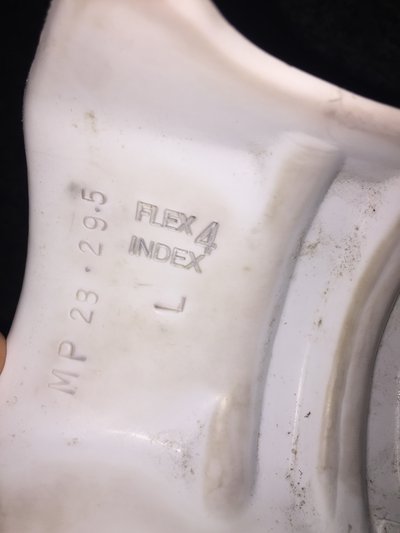 FLEX 4
INDEX
L
MP 23·29.5